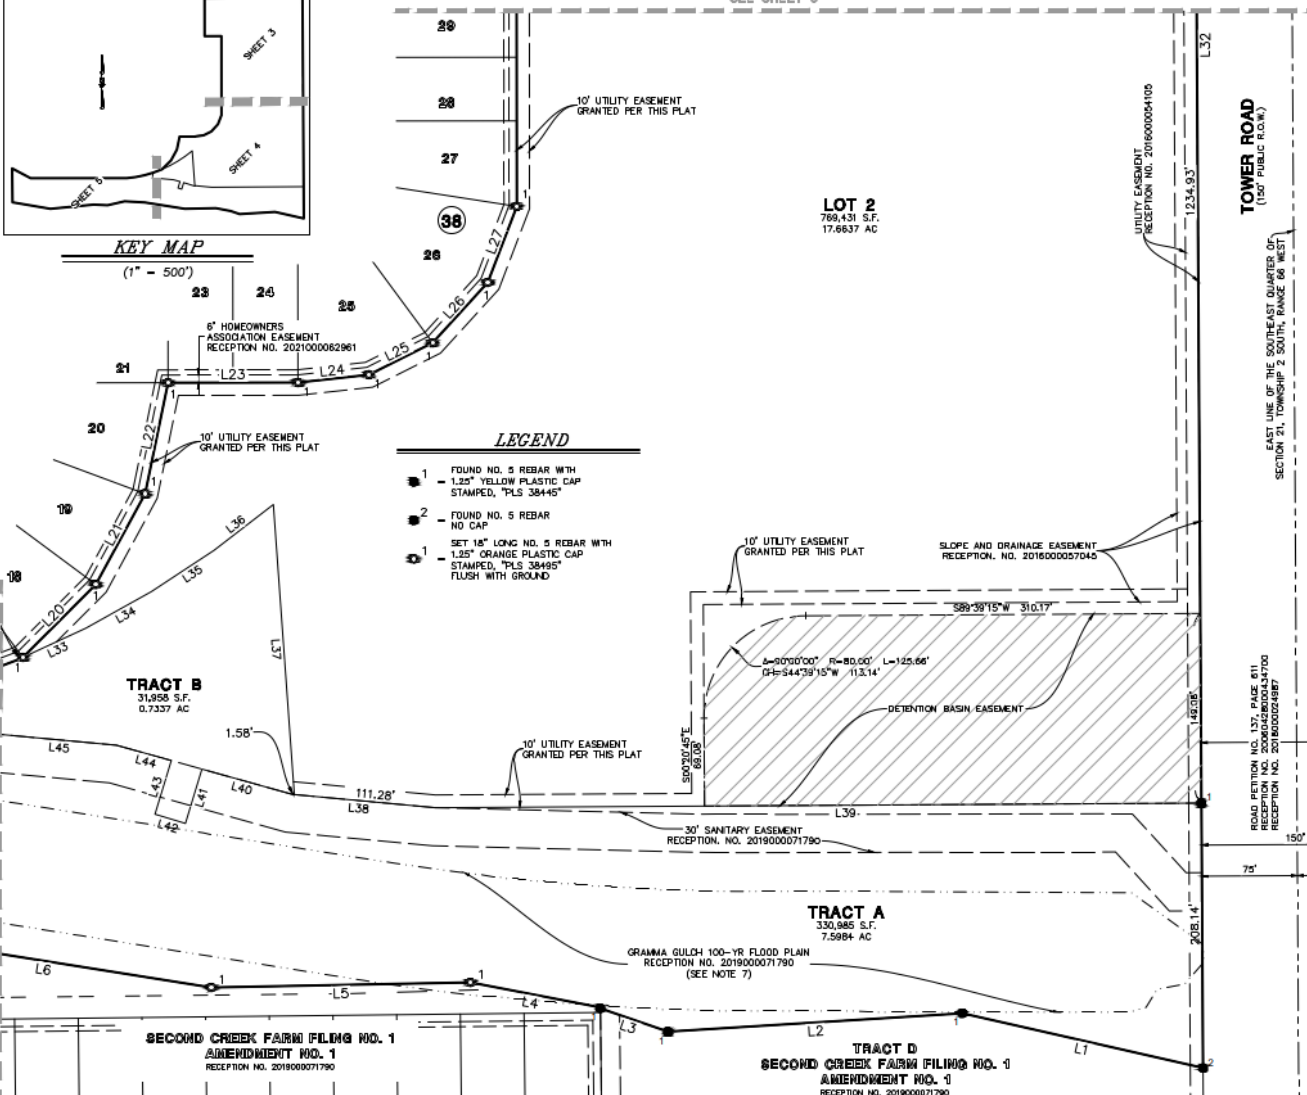 SHEET 3
SHEET 4
SHEET 5
KEY MAP
(1" = 500')
29
28
27
38
26
25
24
23
21
20
19
18
10' UTILITY EASEMENT
GRANTED PER THIS PLAT
LOT 2
769,431 S.F.
17.6637 AC
UTILITY EASEMENT
RECEPTION NO. 2016000054105
L32
1234.93'
TOWER ROAD
(150' PUBLIC R.O.W.)
EAST LINE OF THE SOUTHEAST QUARTER OF
SECTION 21, TOWNSHIP 2 SOUTH, RANGE 66 WEST
6' HOMEOWNERS
ASSOCIATION EASEMENT
RECEPTION NO. 2021000062961
L27
L26
L25
L24
L23
L22
L21
L20
10' UTILITY EASEMENT
GRANTED PER THIS PLAT
LEGEND
1 – FOUND NO. 5 REBAR WITH
1.25" YELLOW PLASTIC CAP
STAMPED, "PLS 38445"
2 – FOUND NO. 5 REBAR
NO CAP
1 – SET 18" LONG NO. 5 REBAR WITH
1.25" ORANGE PLASTIC CAP
STAMPED, "PLS 38495"
FLUSH WITH GROUND
L36
L35
L34
L33
L37
10' UTILITY EASEMENT
GRANTED PER THIS PLAT
SLOPE AND DRAINAGE EASEMENT
RECEPTION. NO. 2016000057045
S89°39'15"W 310.17'
Δ=90°00'00" R=80.00' L=125.66'
CH=S44°39'15"W 113.14'
DETENTION BASIN EASEMENT
S00°20'45"E
69.08'
149.08'
TRACT B
31,958 S.F.
0.7337 AC
1.58'
10' UTILITY EASEMENT
GRANTED PER THIS PLAT
L45
L44
L43
L42
L41
L40
111.28'
L38
L39
30' SANITARY EASEMENT
RECEPTION. NO. 2019000071790
ROAD PETITION NO. 137, PAGE 611
150'
75'
208.14'
TRACT A
330,985 S.F.
7.5984 AC
GRAMMA GULCH 100-YR FLOOD PLAIN
RECEPTION NO. 2019000071790
(SEE NOTE 7)
L6
L5
L4
L3
L2
L1
SECOND CREEK FARM FILING NO. 1
AMENDMENT NO. 1
RECEPTION NO. 2019000071790
TRACT D
SECOND CREEK FARM FILING NO. 1
AMENDMENT NO. 1
RECEPTION NO. 2019000071790